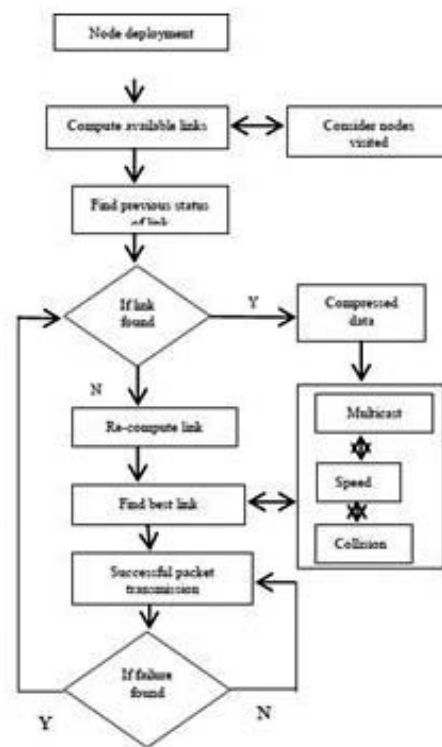 Node deployment
Compute available links
Consider nodes
visited
Find previous status
of link
If link
found
Y
Compressed
data
N
Multicast
Re-compute link
Speed
Find best link
Collision
Successful packet
transmission
If failure
found
Y
N